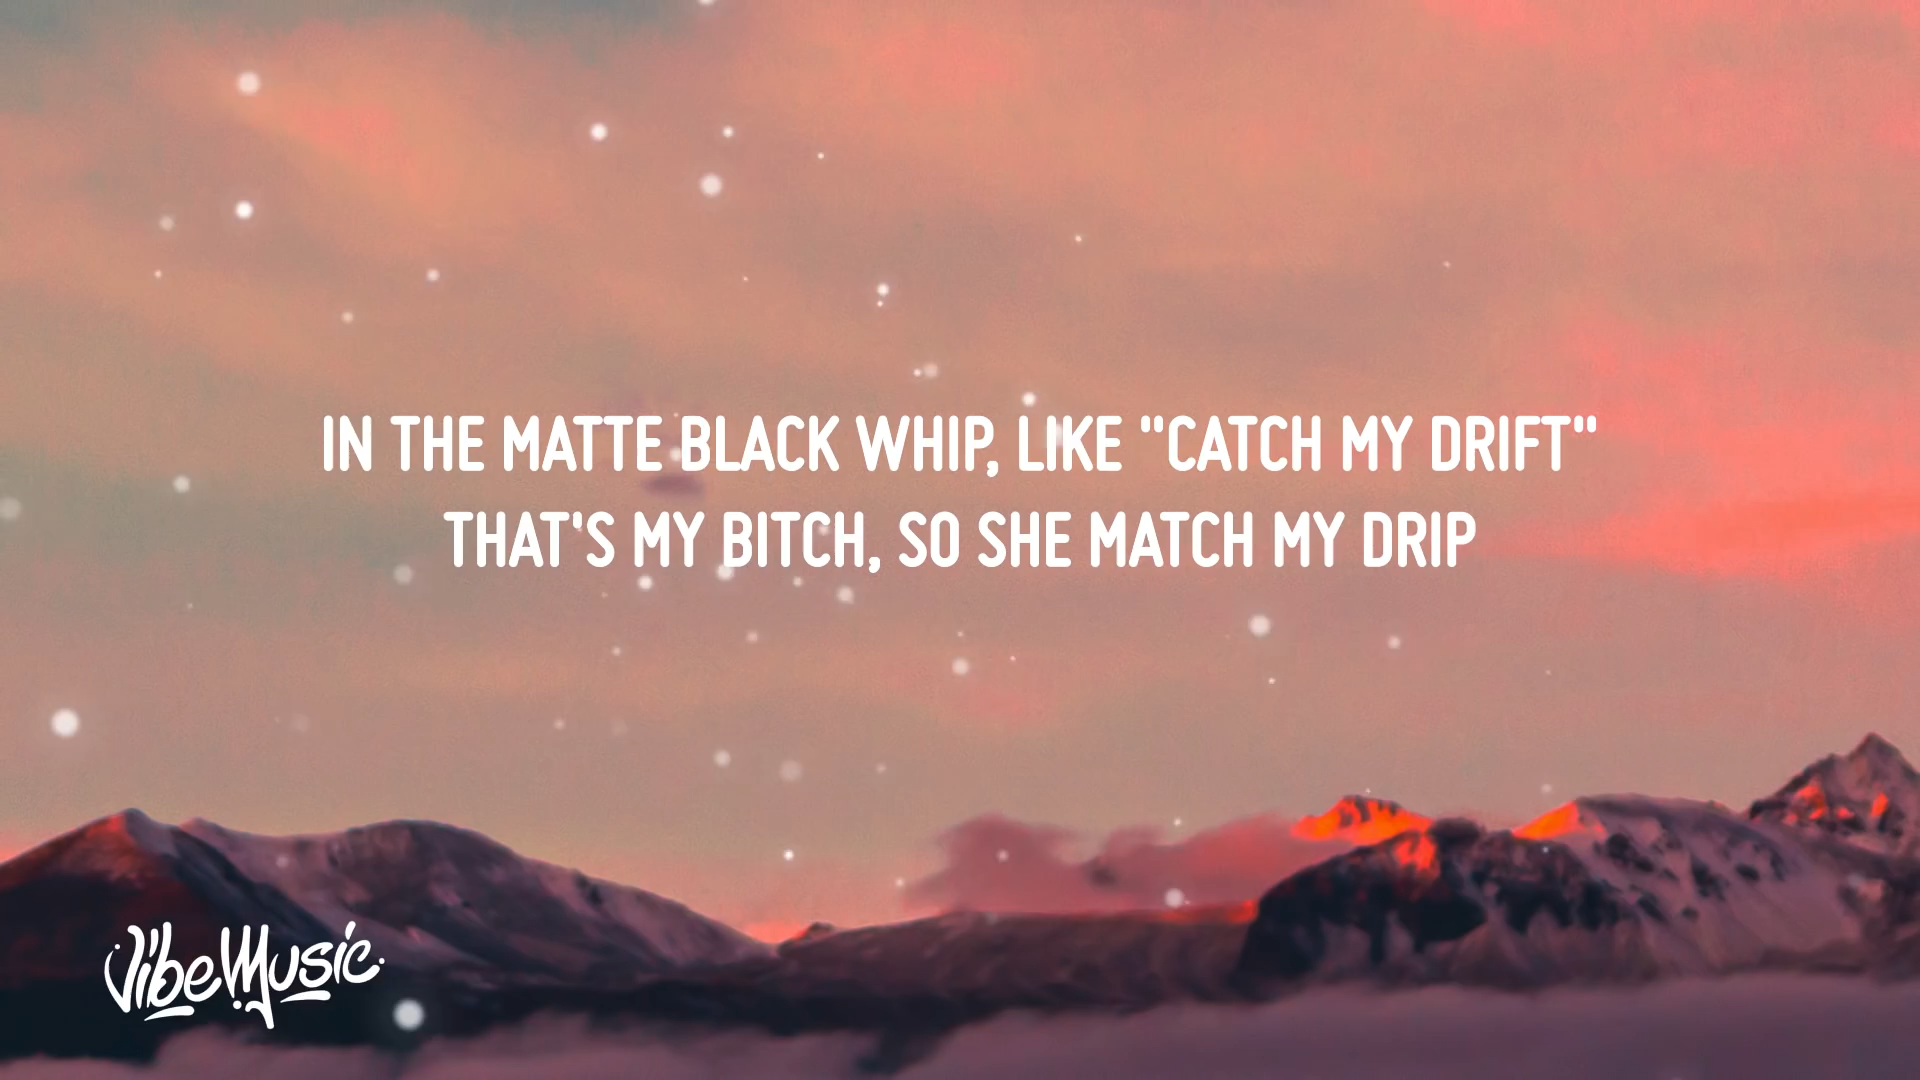 IN THE MATTE BLACK WHIP, LIKE "CATCH MY DRIFT"
THAT'S MY BITCH, SO SHE MATCH MY DRIP
VibeMusic